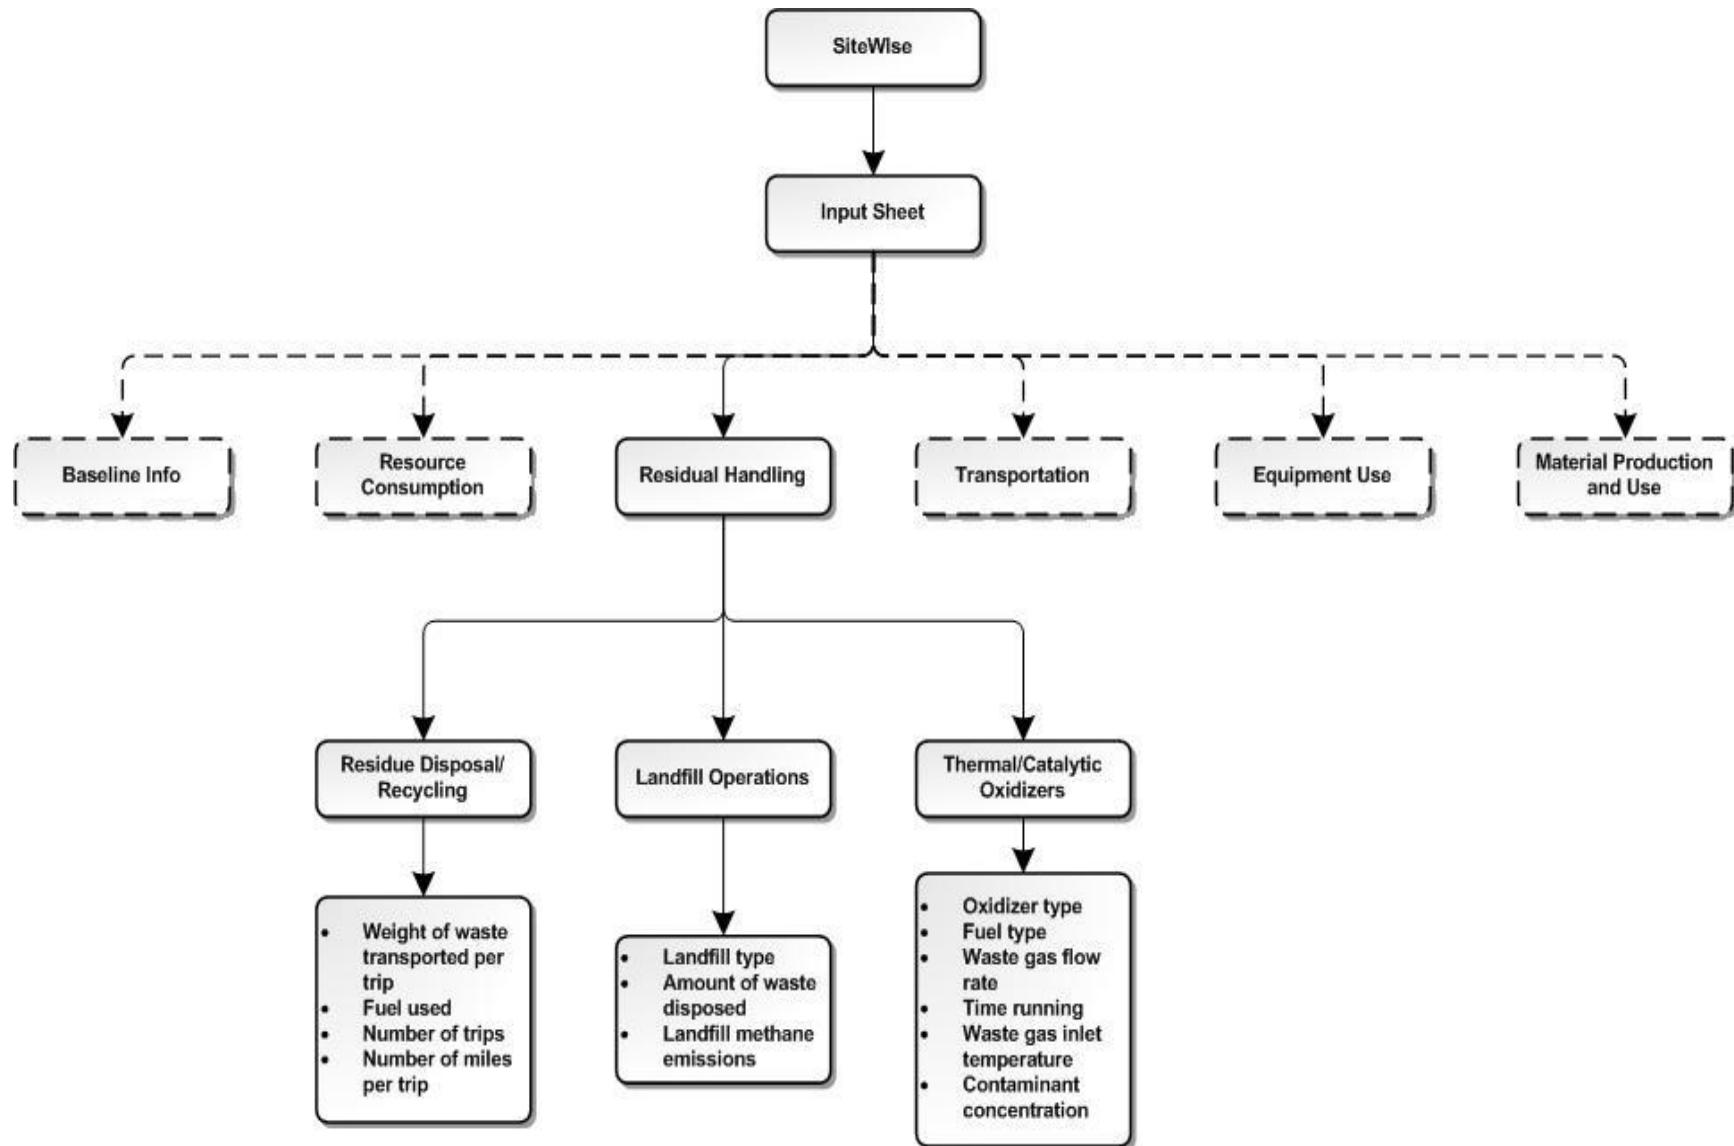 SiteWIse
Input Sheet
Baseline Info
Resource
Consumption
Residual Handling
Transportation
Equipment Use
Material Production
and Use
Residue Disposal/
Recycling
Landfill Operations
Thermal/Catalytic
Oxidizers
• Weight of waste
transported per
trip
• Fuel used
• Number of trips
• Number of miles
per trip
• Landfill type
• Amount of waste
disposed
• Landfill methane
emissions
• Oxidizer type
• Fuel type
• Waste gas flow
rate
• Time running
• Waste gas inlet
temperature
• Contaminant
concentration